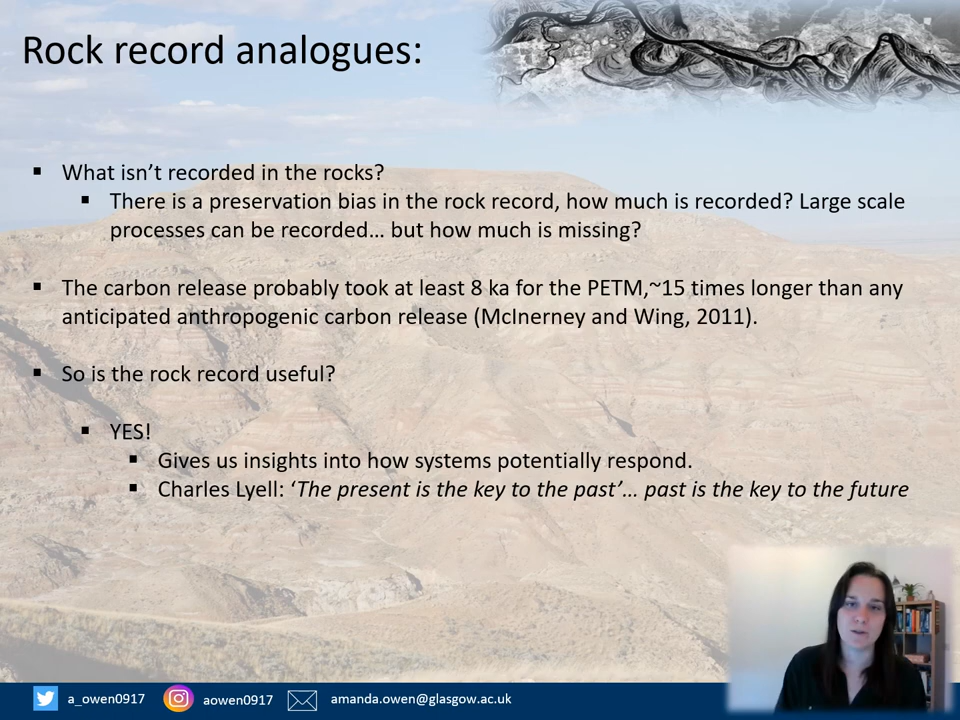 Rock record analogues:
What isn't recorded in the rocks?
There is a preservation bias in the rock record, how much is recorded? Large scale
processes can be recorded… but how much is missing?
The carbon release probably took at least 8 ka for the PETM,~15 times longer than any
anticipated anthropogenic carbon release (McInerney and Wing, 2011).
So is the rock record useful?
YES!
Gives us insights into how systems potentially respond.
Charles Lyell: ‘The present is the key to the past’… past is the key to the future
a_owen0917 aowen0917 amanda.owen@glasgow.ac.uk